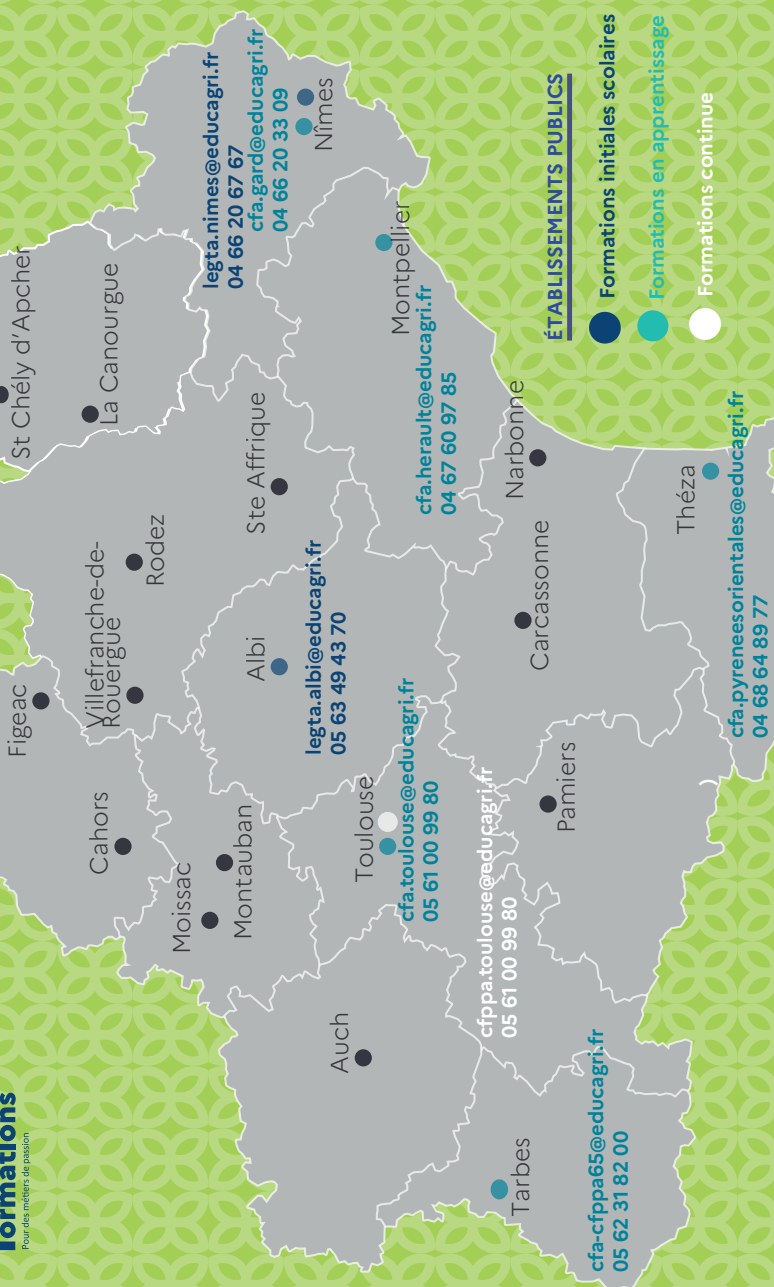 formations
Pour des métiers de passion
St Chély d'Apcher
La Canourgue
Figeac
Cahors
Villefranche-de-
Rouergue
Rodez
Moissac
Montauban
Ste Affrique
legta.nimes@educagri.fr
04 66 20 67 67
cfa.gard@educagri.fr
04 66 20 33 09
Nîmes
Albi
legta.albi@educagri.fr
05 63 49 43 70
Auch
Toulouse
cfa.toulouse@educagri.fr
05 61 00 99 80
cfppa.toulouse@educagri.fr
05 61 00 99 80
Montpellier
cfa.herault@educagri.fr
04 67 60 97 85
Tarbes
cfa-cfppa65@educagri.fr
05 62 31 82 00
Pamiers
Carcassonne
Narbonne
Théza
cfa.pyreneesorientales@educagri.fr
04 68 64 89 77
ÉTABLISSEMENTS PUBLICS
Formations initiales scolaires
Formations en apprentissage
Formations continue
)